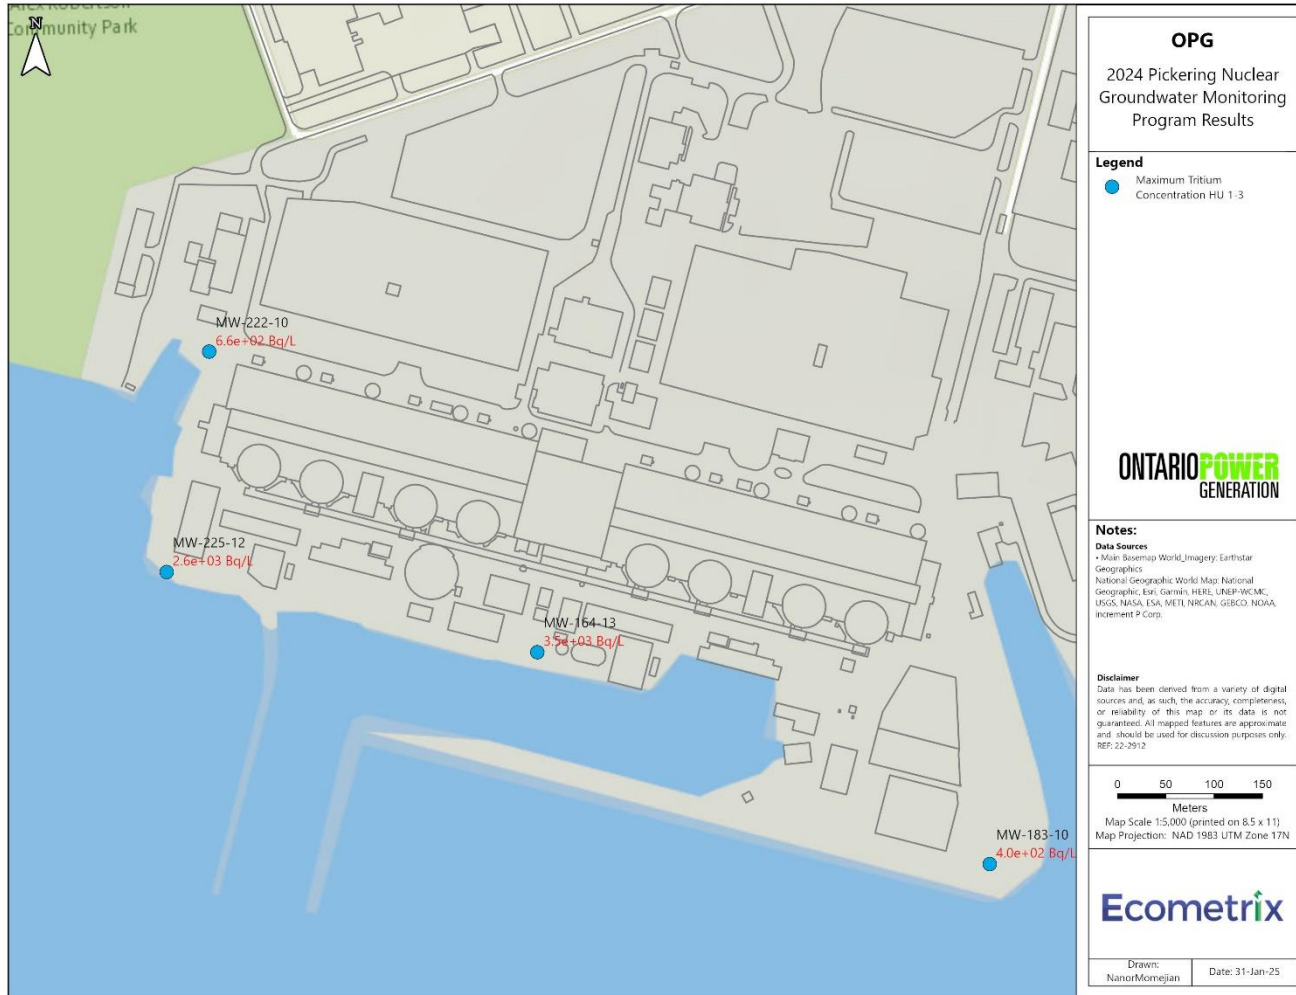 Community Park
N
MW-222-10
6.6e+02 Bq/L
MW-225-12
2.6e+03 Bq/L
MW-164-13
3.5e+03 Bq/L
MW-183-10
4.0e+02 Bq/L
OPG
2024 Pickering Nuclear
Groundwater Monitoring
Program Results
Legend
Maximum Tritium
Concentration HU 1-3
ONTARIOPOWER
GENERATION
Notes:
Data Sources
• Main Basemap World_Imagery: Earthstar
Geographics
National Geographic World Map: National
Geographic, Esri, Garmin, HERE, UNEP-WCMC,
USGS, NASA, ESA, METI, NRCAN, GEBCO, NOAA,
increment P Corp.
Disclaimer
Data has been derived from a variety of digital
sources and, as such, the accuracy, completeness,
or reliability of this map or its data is not
guaranteed. All mapped features are approximate
and should be used for discussion purposes only.
REF: 22-2912
0 50 100 150
Meters
Map Scale 1:5,000 (printed on 8.5 x 11)
Map Projection: NAD 1983 UTM Zone 17N
Ecometrix
Drawn:
NanorMomejian
Date: 31-Jan-25